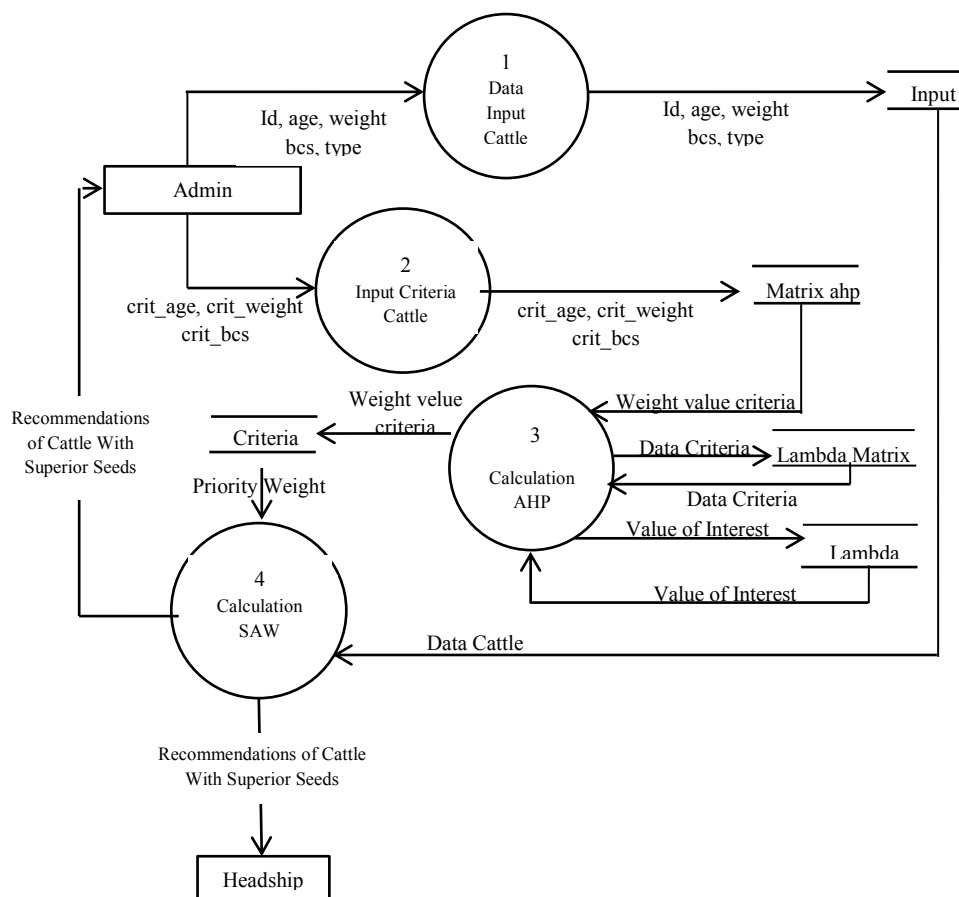 1
Data
Input
Cattle
Input
Id, age, weight
bcs, type
Id, age, weight
bcs, type
Admin
2
Input Criteria
Cattle
Matrix ahp
crit_age, crit_weight
crit_bcs
crit_age, crit_weight
crit_bcs
Recommendations
of Cattle With
Superior Seeds
Weight velue
criteria
Criteria
Priority Weight
3
Calculation
AHP
Weight value criteria
Data Criteria
Lambda Matrix
Data Criteria
Value of Interest
Lambda
Value of Interest
4
Calculation
SAW
Data Cattle
Recommendations of Cattle
With Superior Seeds
Headship